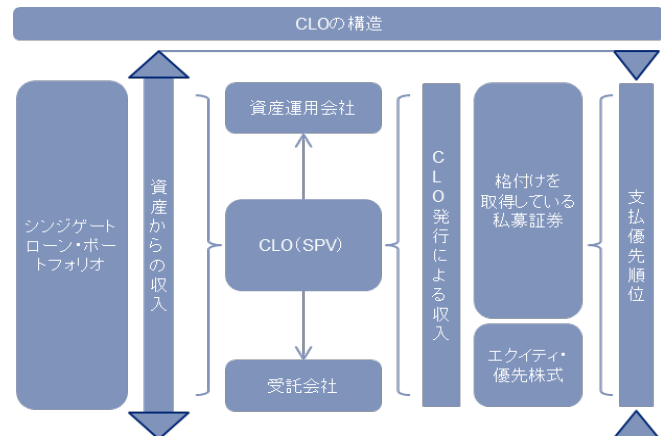 CLOの構造
シンジゲート
ローン・ポー
トフォリオ
資産からの収入
資産運用会社
CLO(SPV)
受託会社
CLO発行による収入
格付けを
取得している
私募証券
エクイティ・
優先株式
支払優先順位